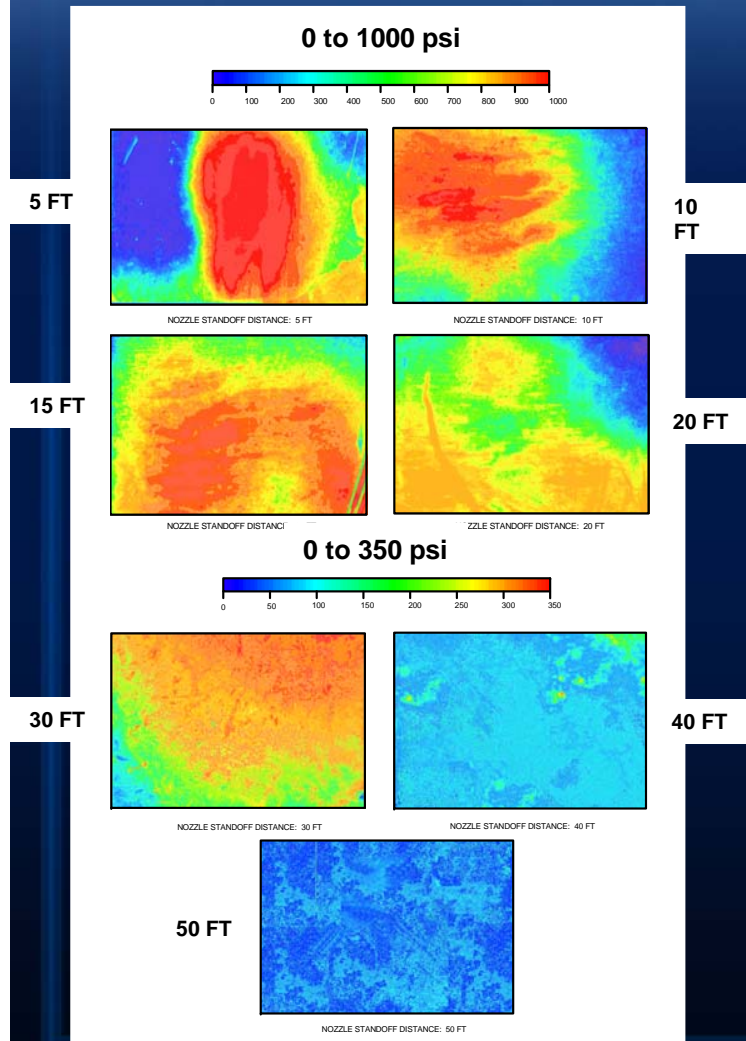 0 to 1000 psi
0 100 200 300 400 500 600 700 800 900 1000
5 FT
10
FT
NOZZLE STANDOFF DISTANCE: 5 FT
NOZZLE STANDOFF DISTANCE: 10 FT
15 FT
20 FT
NOZZLE STANDOFF DISTANC
ZZLE STANDOFF DISTANCE: 20 FT
0 to 350 psi
0 50 100 150 200 250 300 350
30 FT
40 FT
NOZZLE STANDOFF DISTANCE: 30 FT
NOZZLE STANDOFF DISTANCE: 40 FT
50 FT
NOZZLE STANDOFF DISTANCE: 50 FT